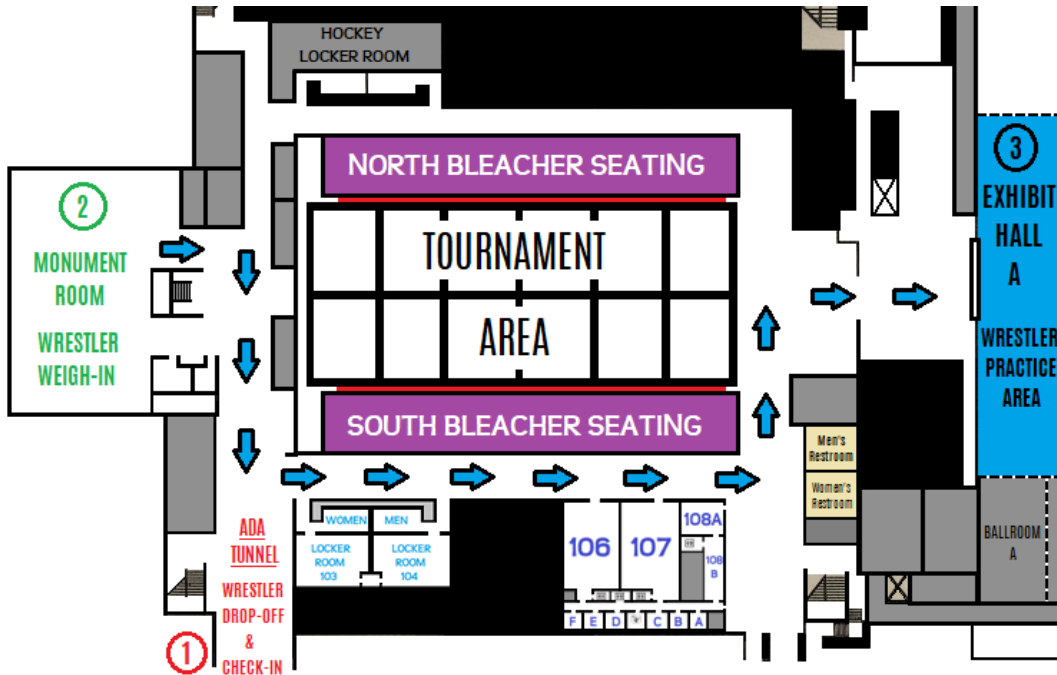 HOCKEY
LOCKER ROOM
NORTH BLEACHER SEATING
3
EXHIBIT
HALL
A
WRESTLER
PRACTICE
AREA
2
MONUMENT
ROOM
WRESTLER
WEIGH-IN
TOURNAMENT
AREA
SOUTH BLEACHER SEATING
Men's
Restroom
Women's
Restroom
BALLROOM
A
ADA
TUNNEL
WRESTLER
DROP-OFF
&
CHECK-IN
1
WOMEN
MEN
LOCKER
ROOM
103
LOCKER
ROOM
104
106
107
108A
108
B
F E D C B A